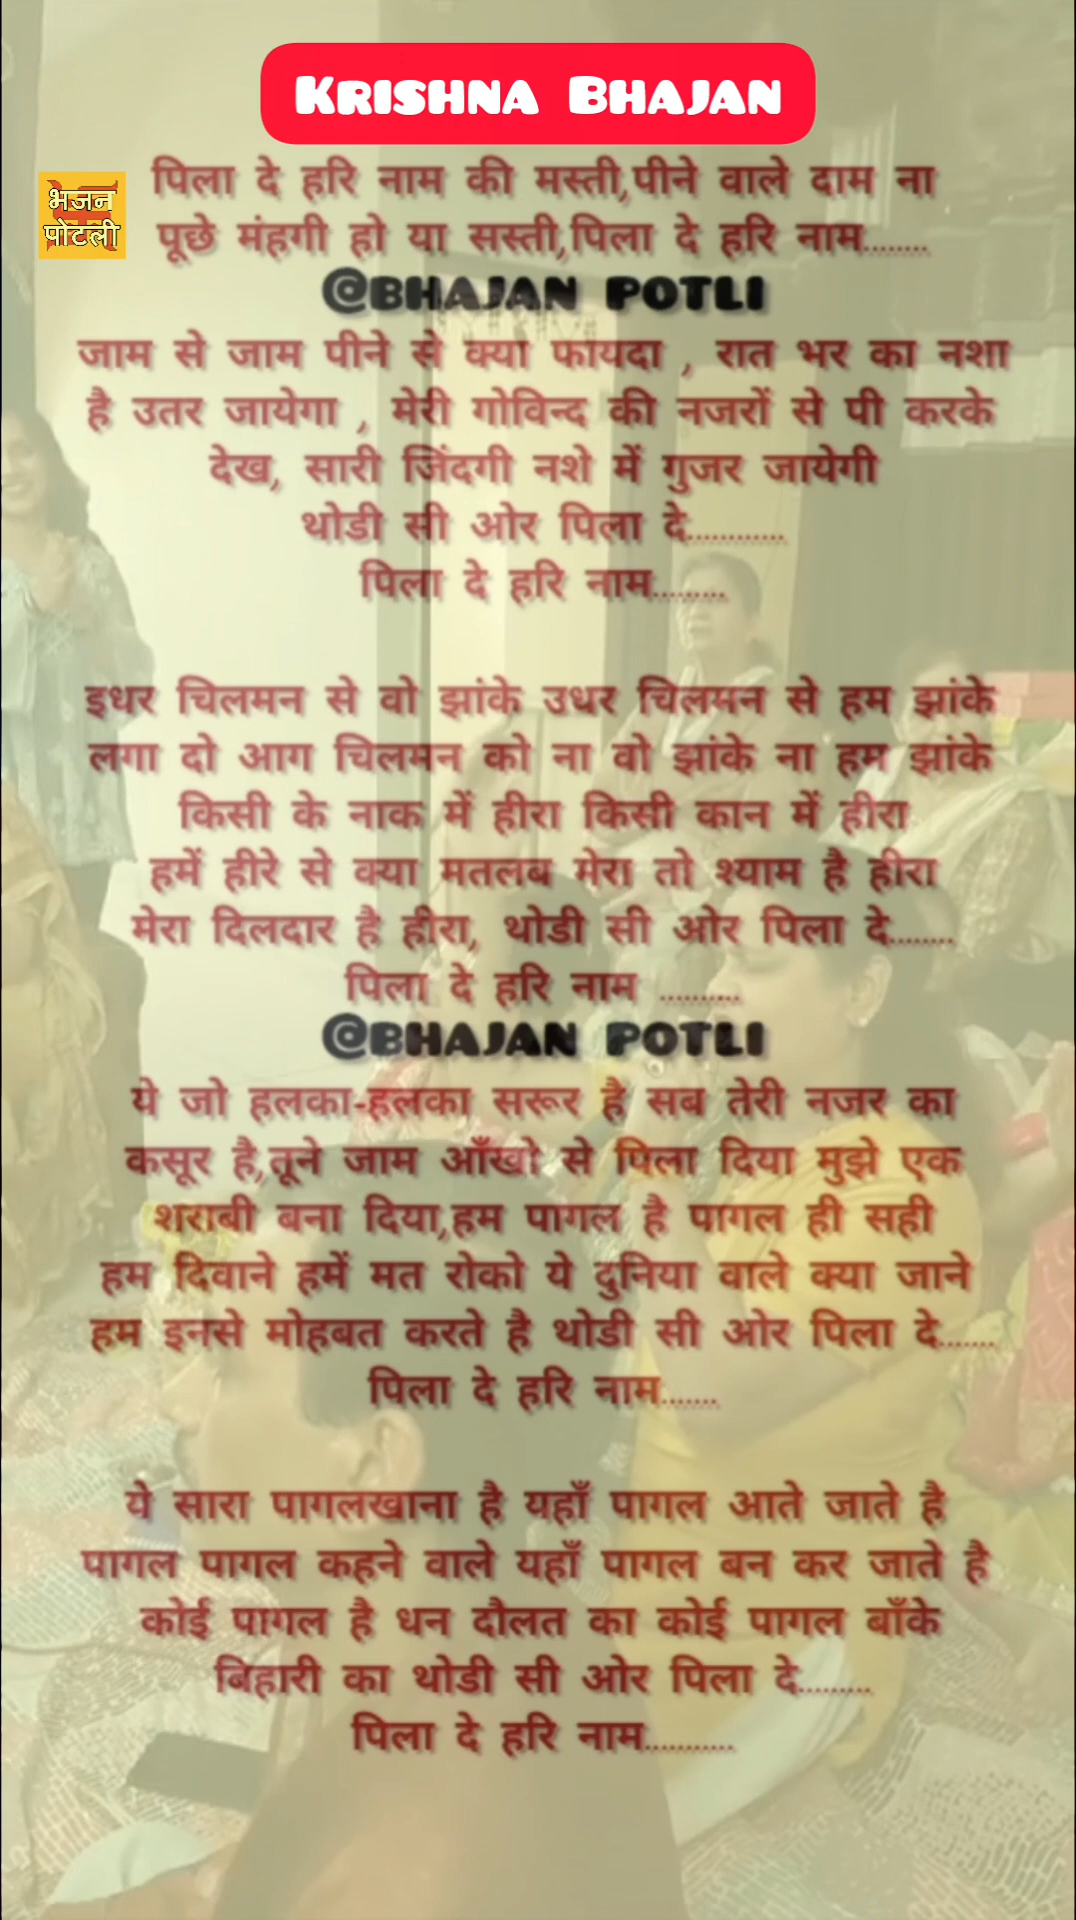 Krishna Bhajan
पिला दे हरि नाम की मस्ती,पीने वाले दाम ना
भजन
पोटली
पूछे मंहगी हो या सस्ती,पिला दे हरि नाम........
@BHAJAN POTLI
जाम से जाम पीने से क्या फायदा , रात भर का नशा
है उतर जायेगा , मेरी गोविन्द की नजरों से पी करके
देख, सारी जिंदगी नशे में गुजर जायेगी
थोडी सी ओर पिला दे............
पिला दे हरि नाम.........
इधर चिलमन से वो झांके उधर चिलमन से हम झांके
लगा दो आग चिलमन को ना वो झांके ना हम झांके
किसी के नाक में हीरा किसी कान में हीरा
हमें हीरे से क्या मतलब मेरा तो श्याम है हीरा
मेरा दिलदार है हीरा, थोडी सी ओर पिला दे........
पिला दे हरि नाम ..........
@BHAJAN POTLI
ये जो हलका-हलका सरूर है सब तेरी नजर का
कसूर है,तूने जाम आँखो से पिला दिया मुझे एक
शराबी बना दिया,हम पागल है पागल ही सही
हम दिवाने हमें मत रोको ये दुनिया वाले क्या जाने
हम इनसे मोहबत करते है थोडी सी ओर पिला दे.......
पिला दे हरि नाम.......
ये सारा पागलखाना है यहाँ पागल आते जाते है
पागल पागल कहने वाले यहाँ पागल बन कर जाते है
कोई पागल है धन दौलत का कोई पागल बाँके
बिहारी का थोडी सी ओर पिला दे.........
पिला दे हरि नाम...........